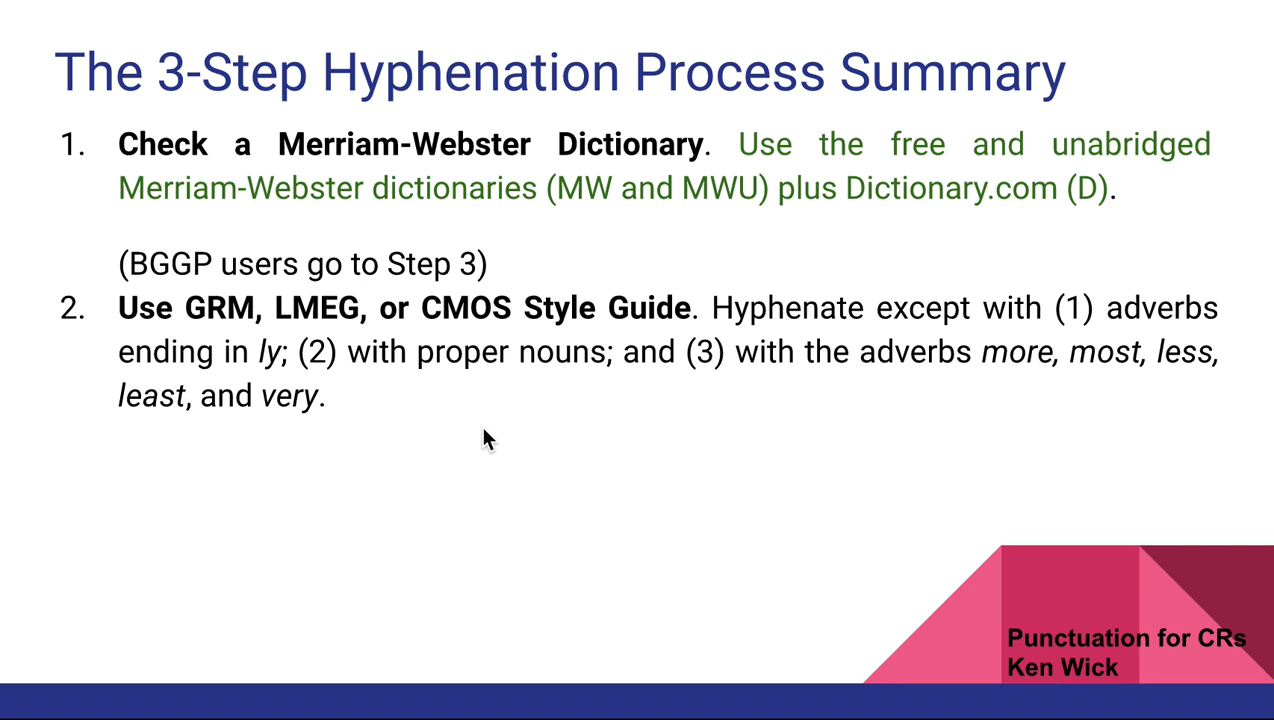 The 3-Step Hyphenation Process Summary
1. Check a Merriam-Webster Dictionary. Use the free and unabridged
Merriam-Webster dictionaries (MW and MWU) plus Dictionary.com (D).
(BGGP users go to Step 3)
2. Use GRM, LMEG, or CMOS Style Guide. Hyphenate except with (1) adverbs
ending in ly; (2) with proper nouns; and (3) with the adverbs more, most, less,
least, and very.
Punctuation for CRs
Ken Wick